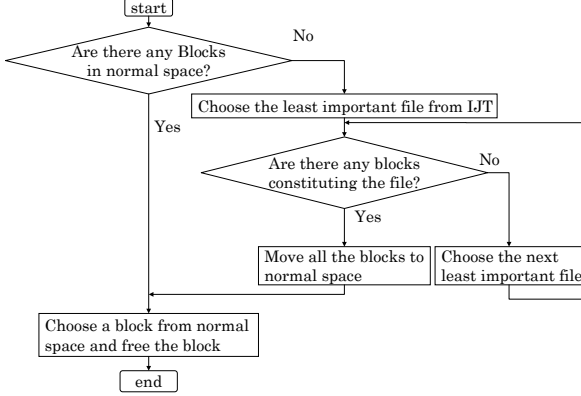 start
Are there any Blocks
in normal space?
No
Choose the least important file from IJT
Yes
Are there any blocks
constituting the file?
No
Yes
Move all the blocks to
normal space
Choose the next
least important file
Choose a block from normal
space and free the block
end